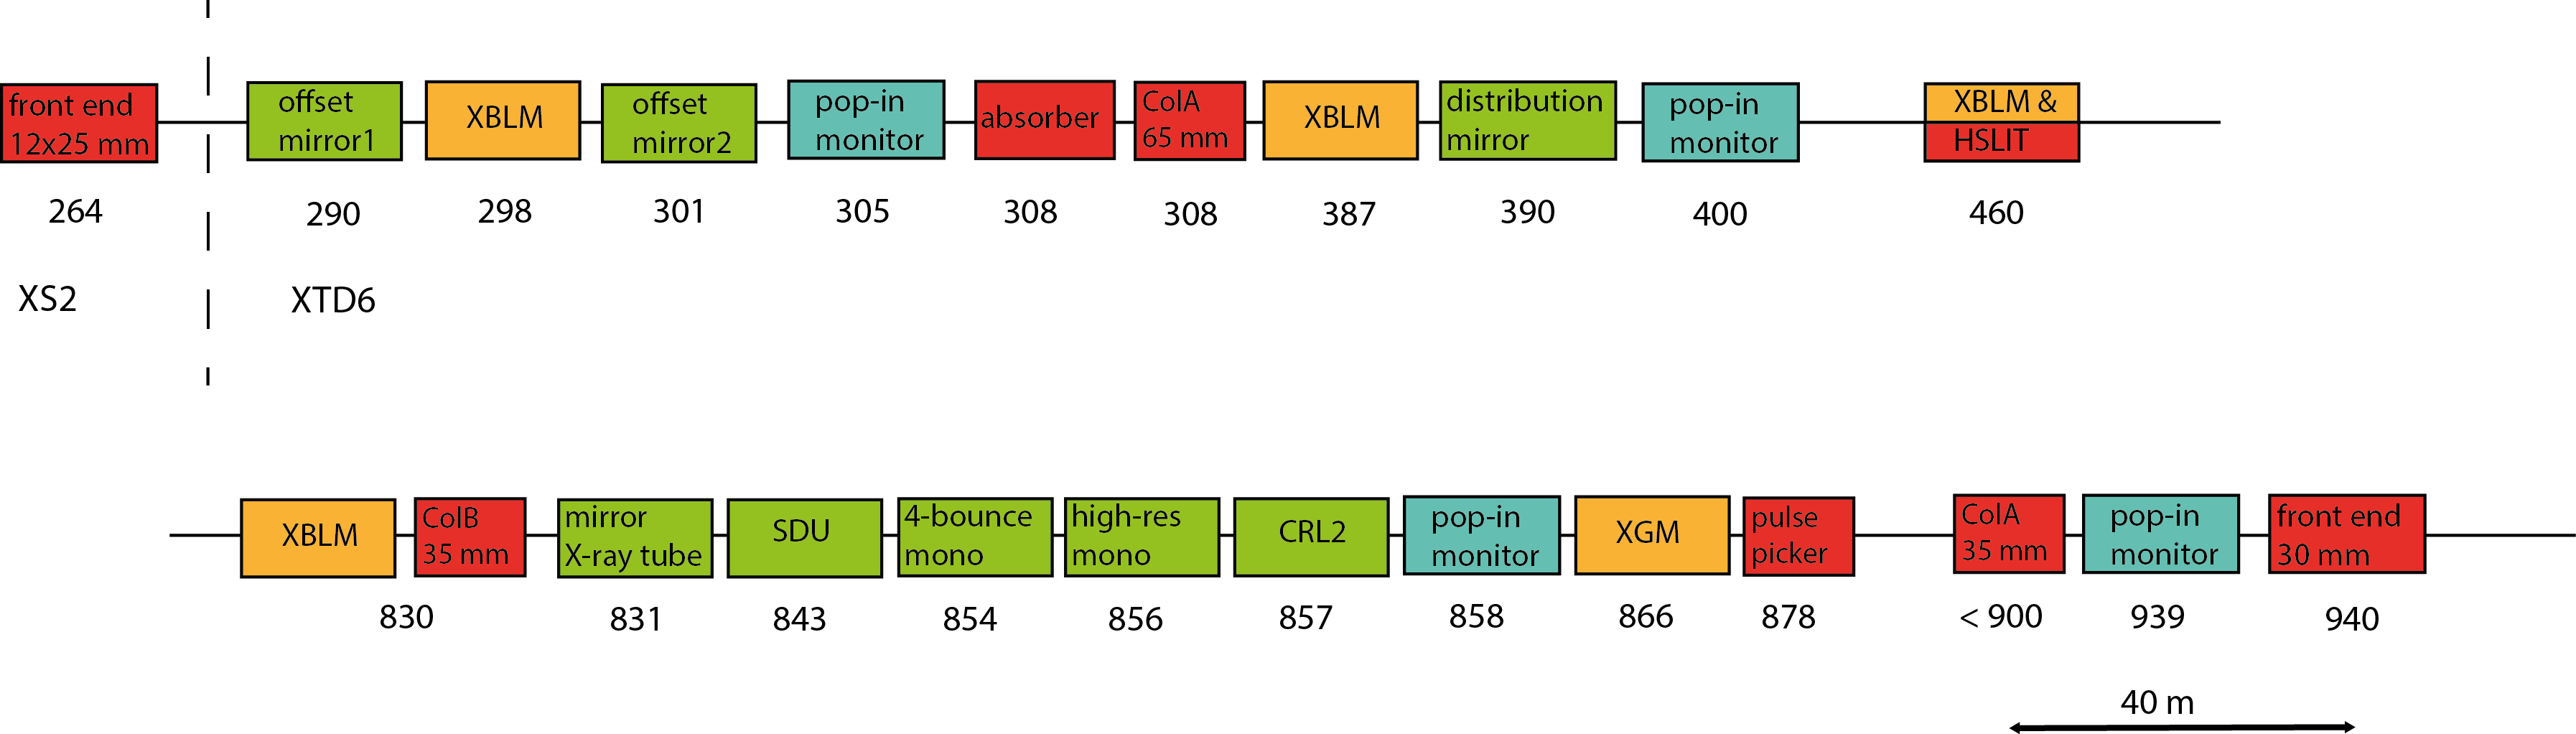 front end
12x25 mm
offset
mirror1
XBLM
offset
mirror2
pop-in
monitor
absorber
ColA
65 mm
XBLM
distribution
mirror
pop-in
monitor
XBLM &
HSLIT
264
290
298
301
305
308
308
387
390
400
460
XS2
XTD6
XBLM
ColB
35 mm
mirror
X-ray tube
SDU
4-bounce
mono
high-res
mono
CRL2
pop-in
monitor
XGM
pulse
picker
ColA
35 mm
pop-in
monitor
front end
30 mm
830
831
843
854
856
857
858
866
878
< 900
939
940
40 m